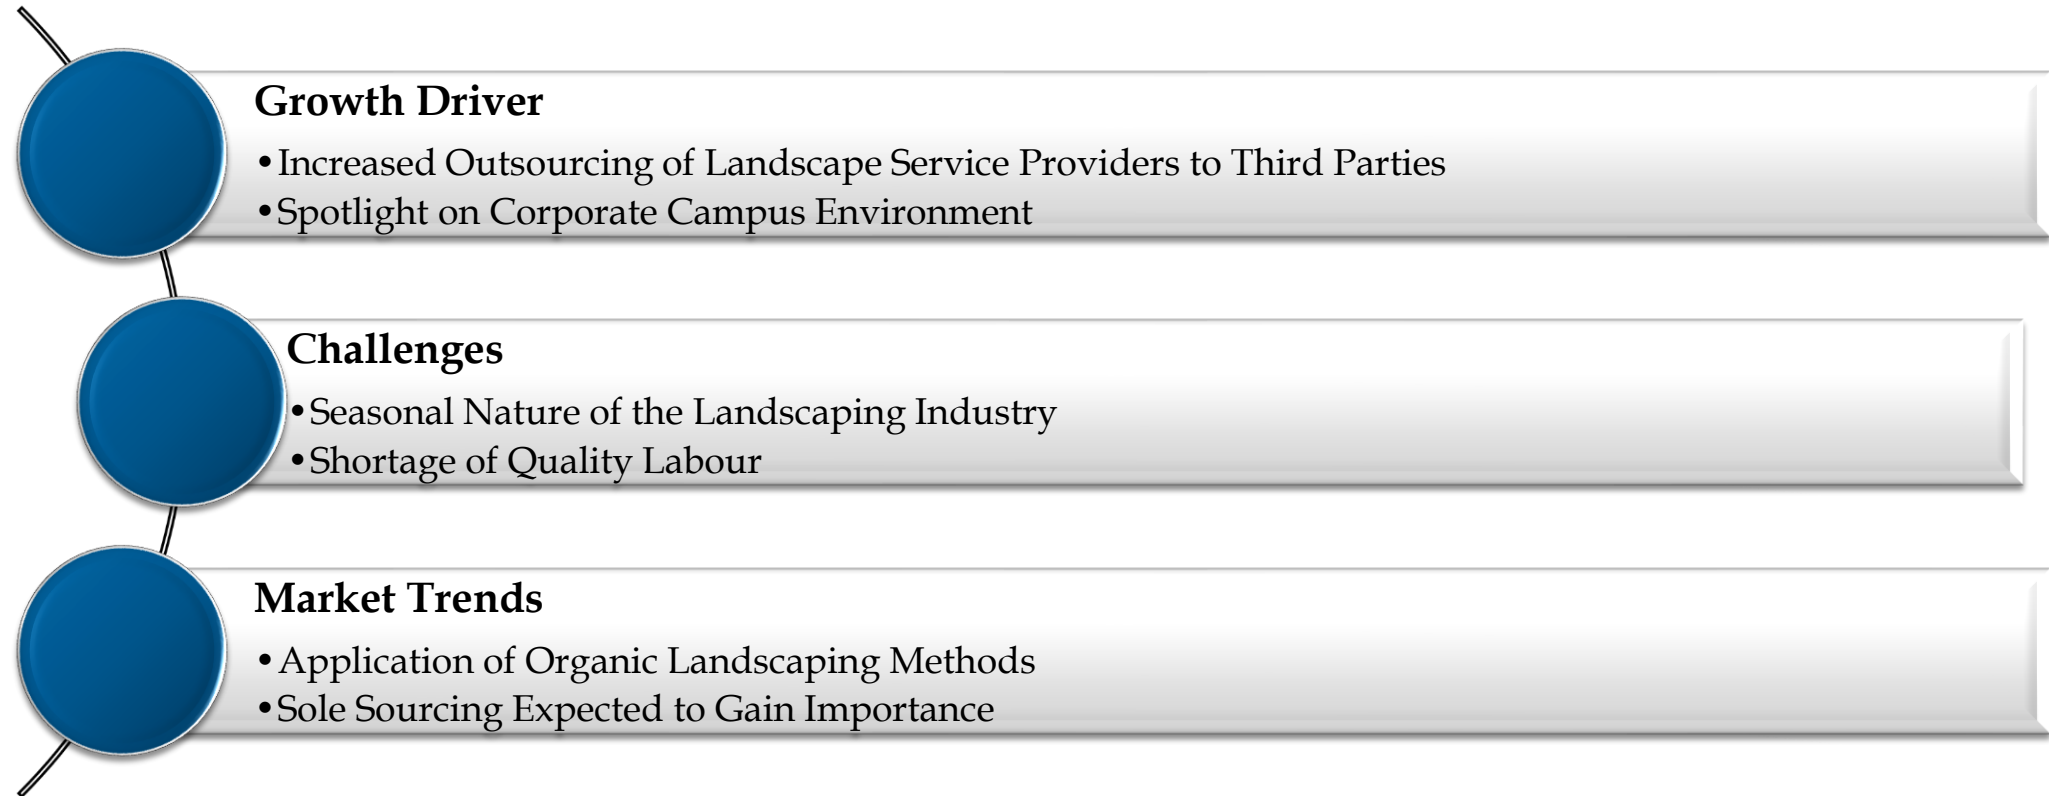 Growth Driver
•Increased Outsourcing of Landscape Service Providers to Third Parties
•Spotlight on Corporate Campus Environment
Challenges
•Seasonal Nature of the Landscaping Industry
•Shortage of Quality Labour
Market Trends
•Application of Organic Landscaping Methods
•Sole Sourcing Expected to Gain Importance